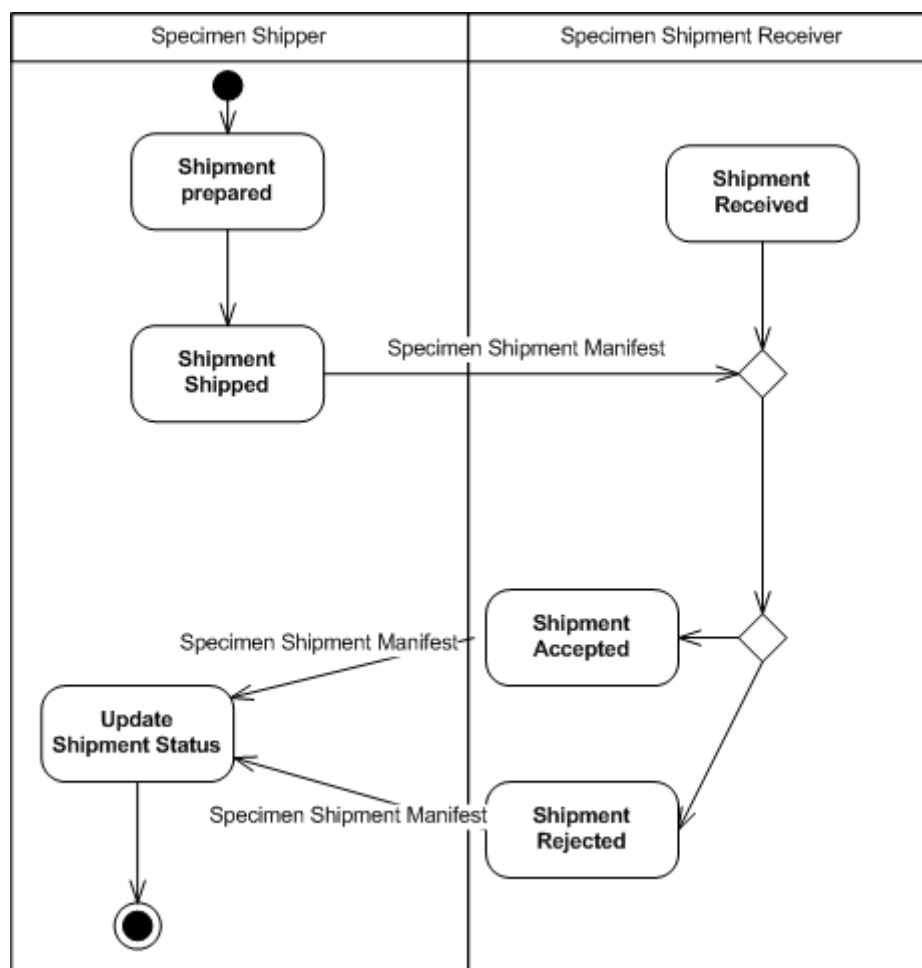 Specimen Shipper
Specimen Shipment Receiver
Shipment
prepared
Shipment
Received
Shipment
Shipped
Specimen Shipment Manifest
Shipment
Accepted
Specimen Shipment Manifest
Update
Shipment Status
Specimen Shipment Manifest
Shipment
Rejected